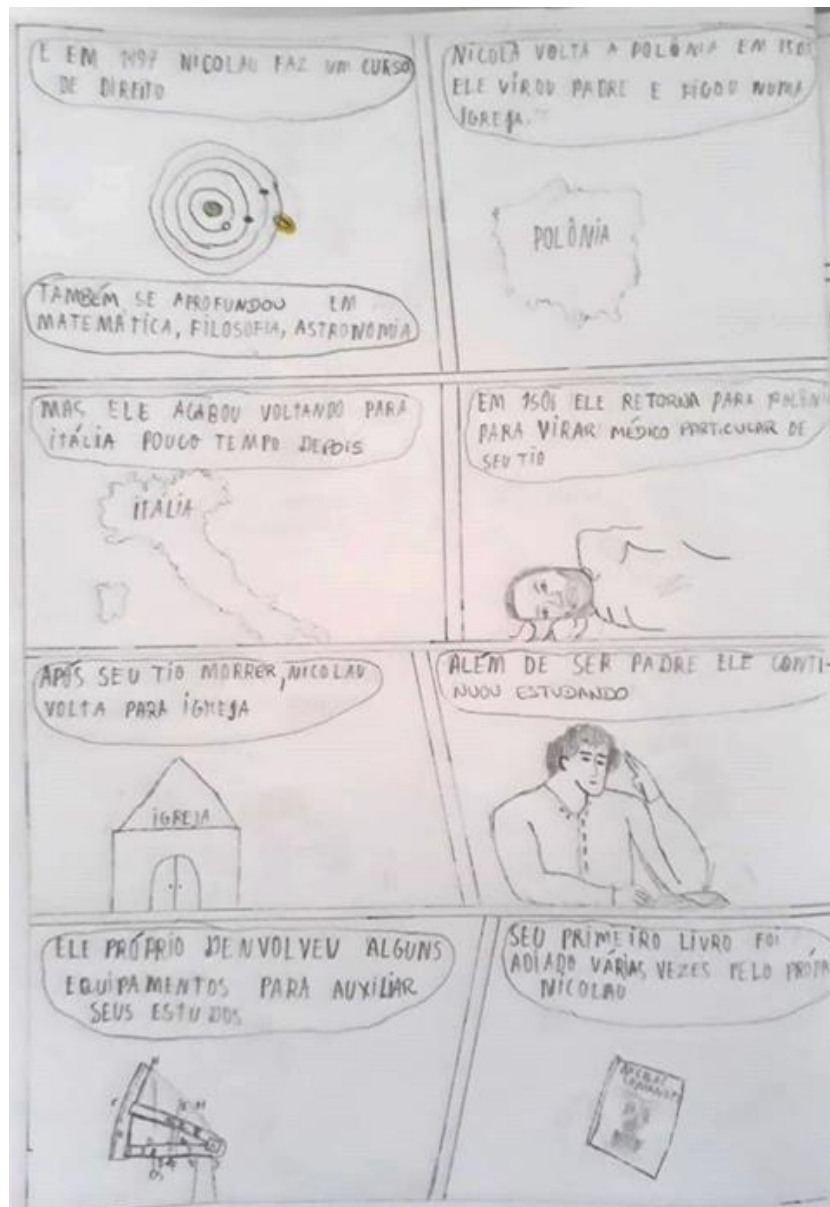 E EM 1497 NICOLAU FAZ UM CURSO
DE DIREITO
TAMBÉM SE APROFUNDOU EM
MATEMÁTICA, FILOSOFIA, ASTRONOMIA
NICOLA VOLTA A POLÔNIA EM
ELE VIROU PADRE E FICOU NUMA
IGREJA.
POLÔNIA
MAS ELE ACABOU VOLTANDO PARA
ITÁLIA POUCO TEMPO DEPOIS
ITÁLIA
EM 1506 ELE RETORNA PARA POLÔNI
PARA VIRAR MÉDICO PARTICULAR DE
SEU TIO
APÓS SEU TIO MORRER, NICOLAU
VOLTA PARA IGREJA
IGREJA
ALÉM DE SER PADRE ELE CONTI-
NUOU ESTUDANDO
ELE PRÓPRIO DENVOLVEU ALGUNS
EQUIPAMENTOS PARA AUXILIAR
SEUS ESTUDOS
SEU PRIMEIRO LIVRO FOI
ADIADO VÁRIAS VEZES PELO PRÓPR
NICOLAU